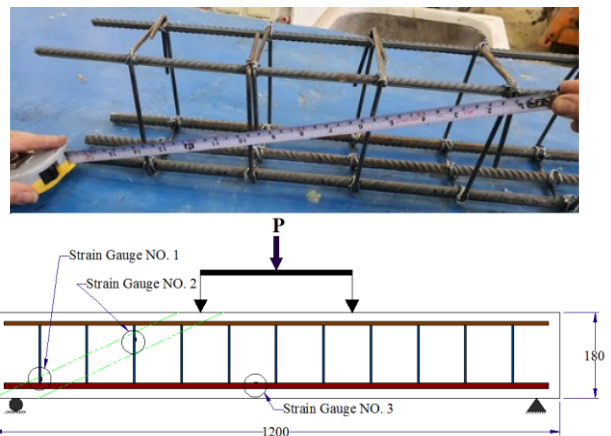 P
Strain Gauge NO. 1
Strain Gauge NO. 2
180
Strain Gauge NO. 3
1200